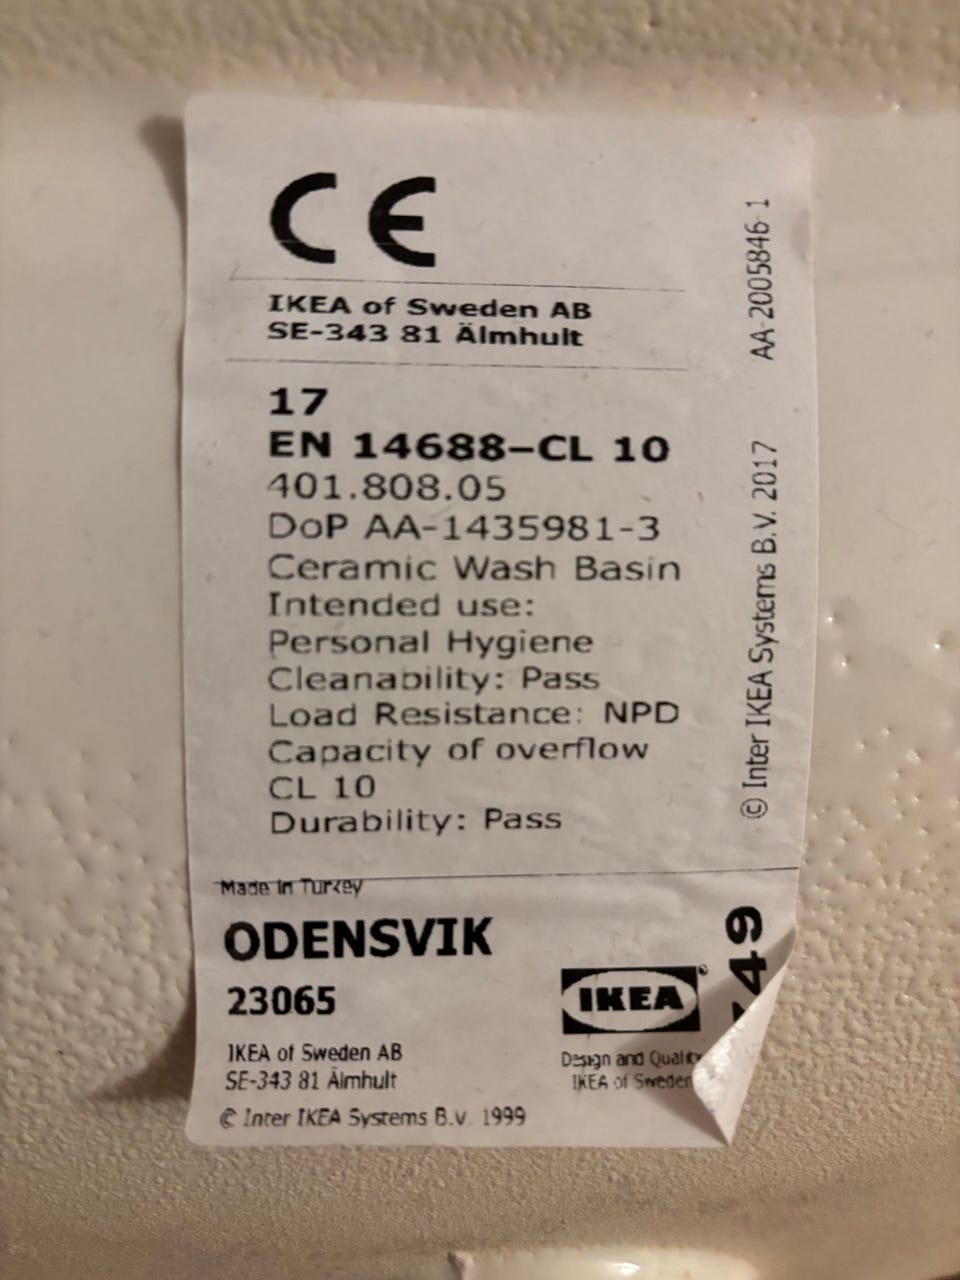 CE
IKEA of Sweden AB
SE-343 81 Älmhult
17
EN 14688-CL 10
401.808.05
DoP AA-1435981-3
Ceramic Wash Basin
Intended use:
Personal Hygiene
Cleanability: Pass
Load Resistance: NPD
Capacity of overflow
CL 10
Durability: Pass
AA-2005846-1
© Inter IKEA Systems B.V. 2017
Made in Turkey
ODENSVIK
23065
IKEA of Sweden AB
SE-343 81 Älmhult
© Inter IKEA Systems B.V. 1999
IKEA®
Design and Quality
IKEA of Sweden